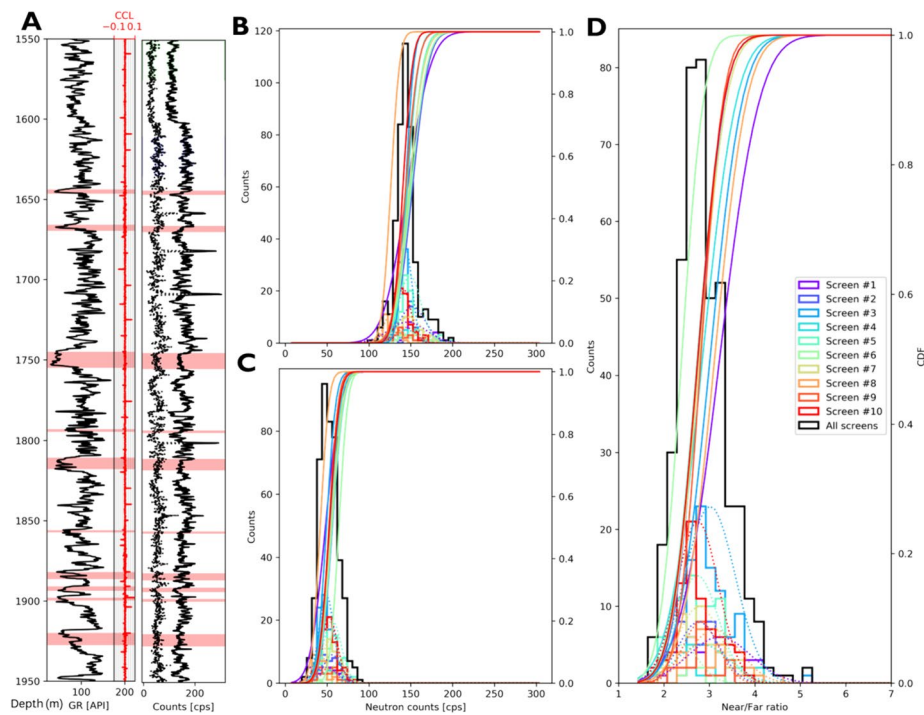 A
CCL
−0.1 0.1
1550
1600
1650
1700
1750
1800
1850
1900
1950
Depth (m)
100 200
GR [API]
0 200
Counts [cps]
B
120
100
80
60
40
20
0
Counts
0 50 100 150 200 250 300
1.0
0.8
0.6
0.4
0.2
0.0
C
80
60
40
20
0
Counts
0 50 100 150 200 250 300
Neutron counts [cps]
1.0
0.8
0.6
0.4
0.2
0.0
D
80
70
60
50
40
30
20
10
0
Counts
1 2 3 4 5 6 7
Near/Far ratio
1.0
0.8
0.6
0.4
0.2
0.0
CDF
Screen #1
Screen #2
Screen #3
Screen #4
Screen #5
Screen #6
Screen #7
Screen #8
Screen #9
Screen #10
All screens